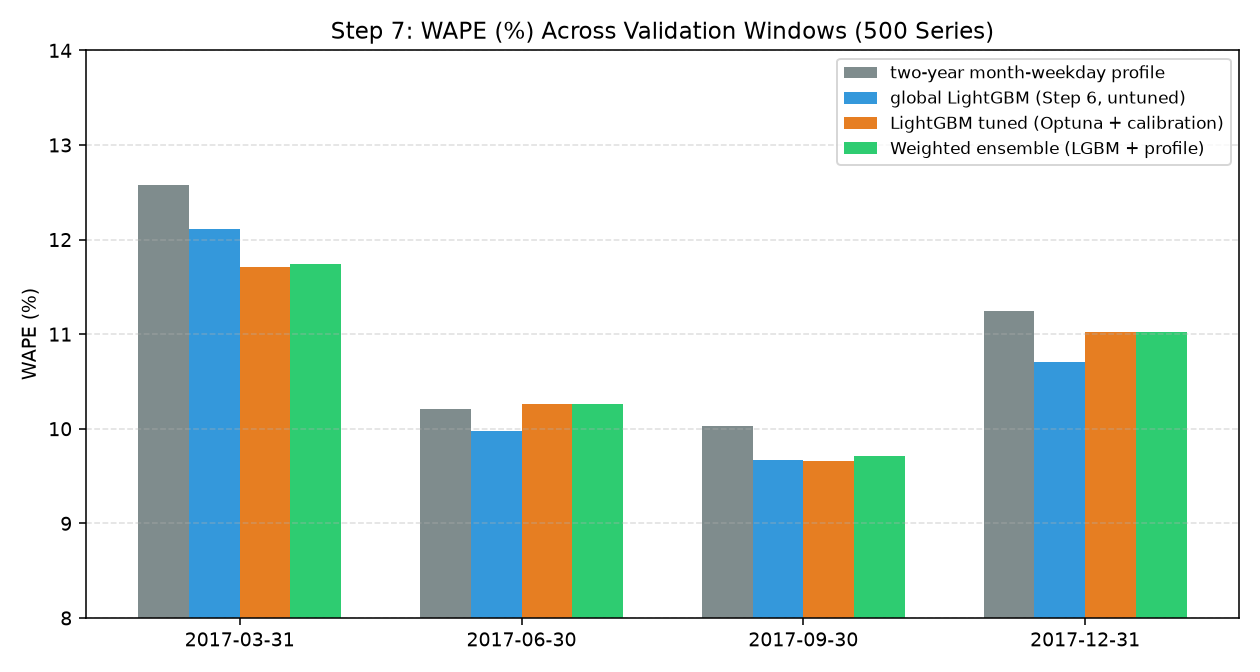 Step 7: WAPE (%) Across Validation Windows (500 Series)
two-year month-weekday profile
global LightGBM (Step 6, untuned)
LightGBM tuned (Optuna + calibration)
Weighted ensemble (LGBM + profile)
WAPE (%)
14
13
12
11
10
9
8
2017-03-31
2017-06-30
2017-09-30
2017-12-31